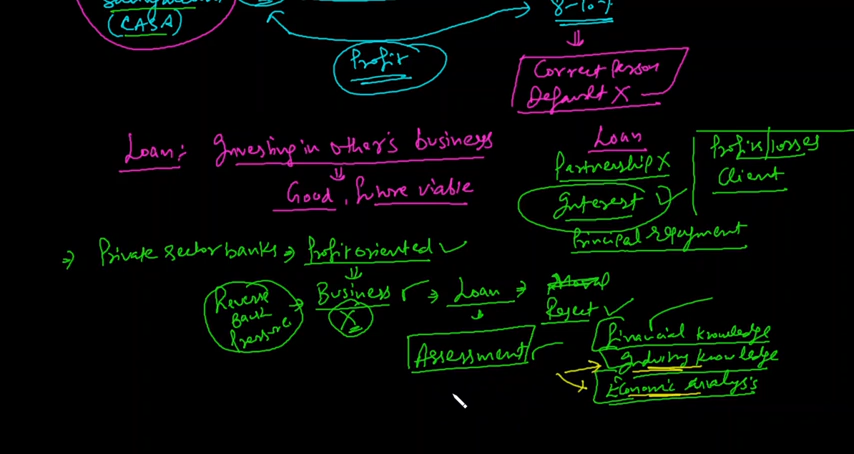 (CASA)
8-10%
Profit
Correct person
Default X
Loan: Investing in other's business
Good, future viable
Loan
Partnership X
Interest ✓
Principal repayment
Profit/losses
Client
⇒ Private sector banks ⇒ Profit oriented ✓
Reverse
Bank
Pressure
Business
X
→ Loan →
Reject ✓
Assessment
Financial knowledge
Industry knowledge
Economic analysis